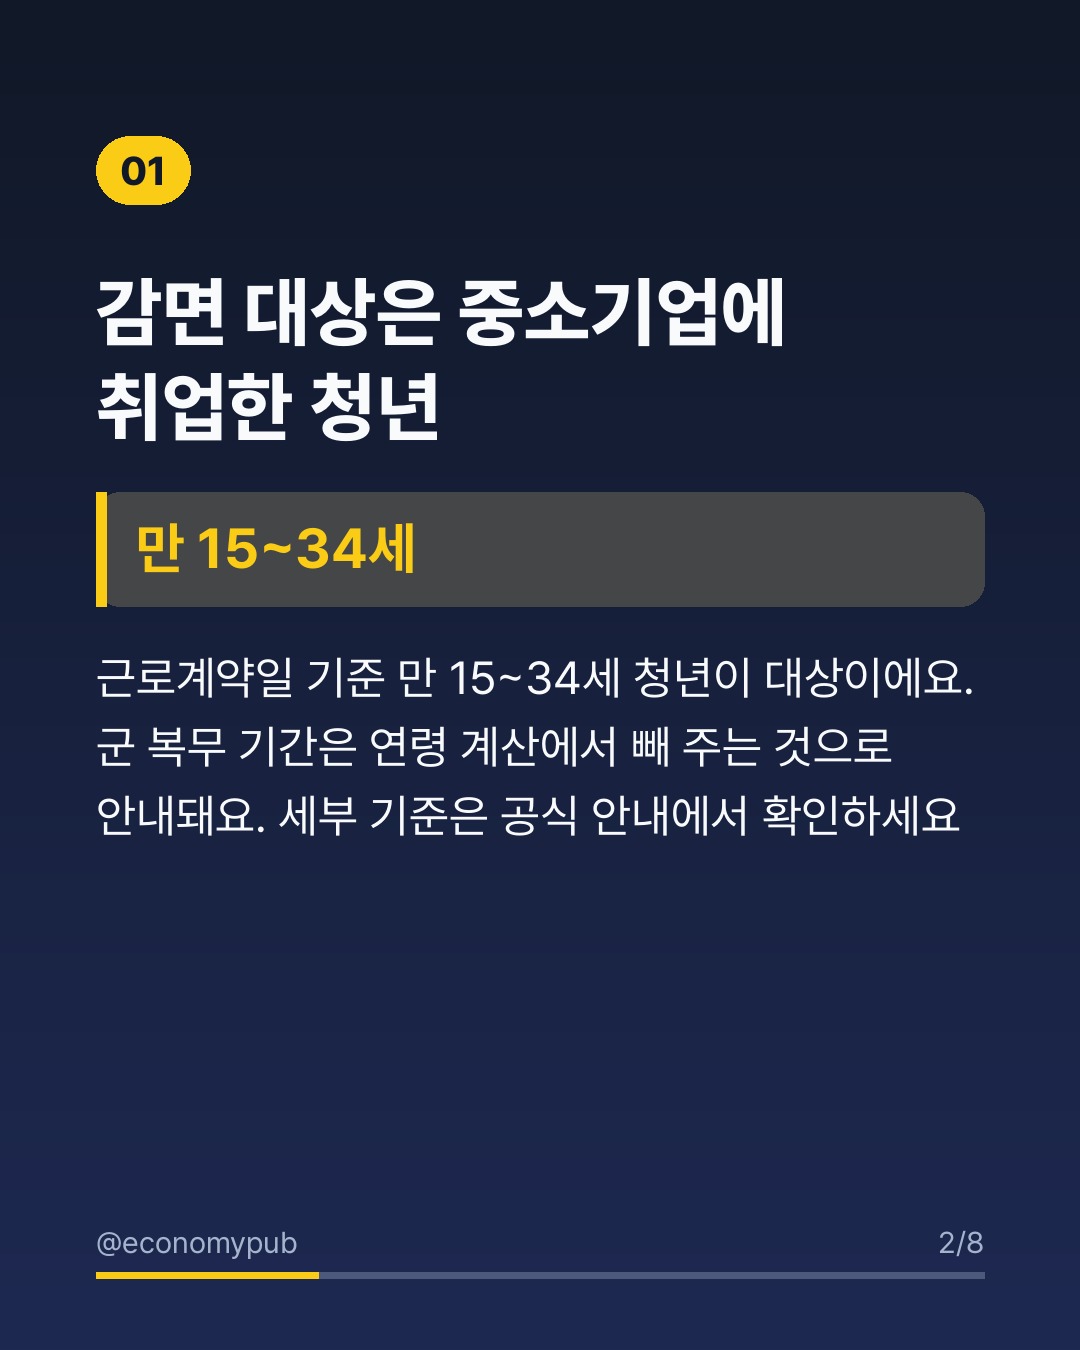 01
감면 대상은 중소기업에
취업한 청년
만 15~34세
근로계약일 기준 만 15~34세 청년이 대상이에요.
군 복무 기간은 연령 계산에서 빼 주는 것으로
안내돼요. 세부 기준은 공식 안내에서 확인하세요
@economypub
2/8